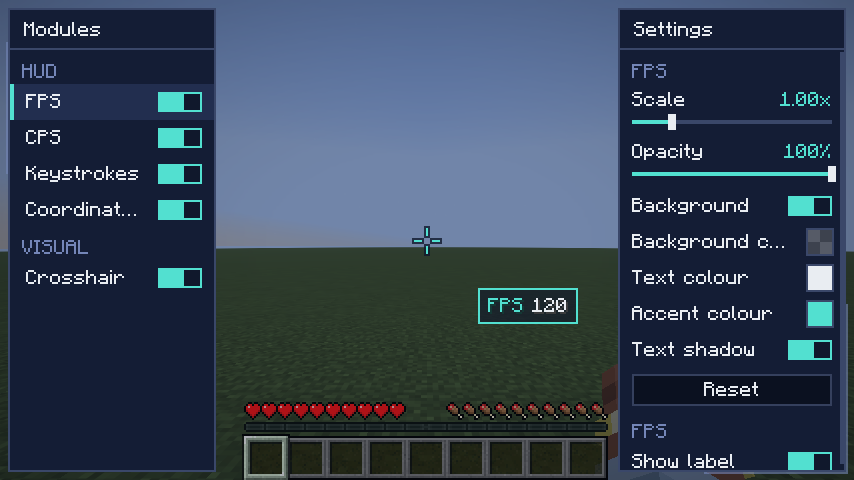 Modules
HUD
FPS
CPS
Keystrokes
Coordinat...
VISUAL
Crosshair
FPS 120
Settings
FPS
Scale 1.00x
Opacity 100%
Background
Background c...
Text colour
Accent colour
Text shadow
Reset
FPS
Show label